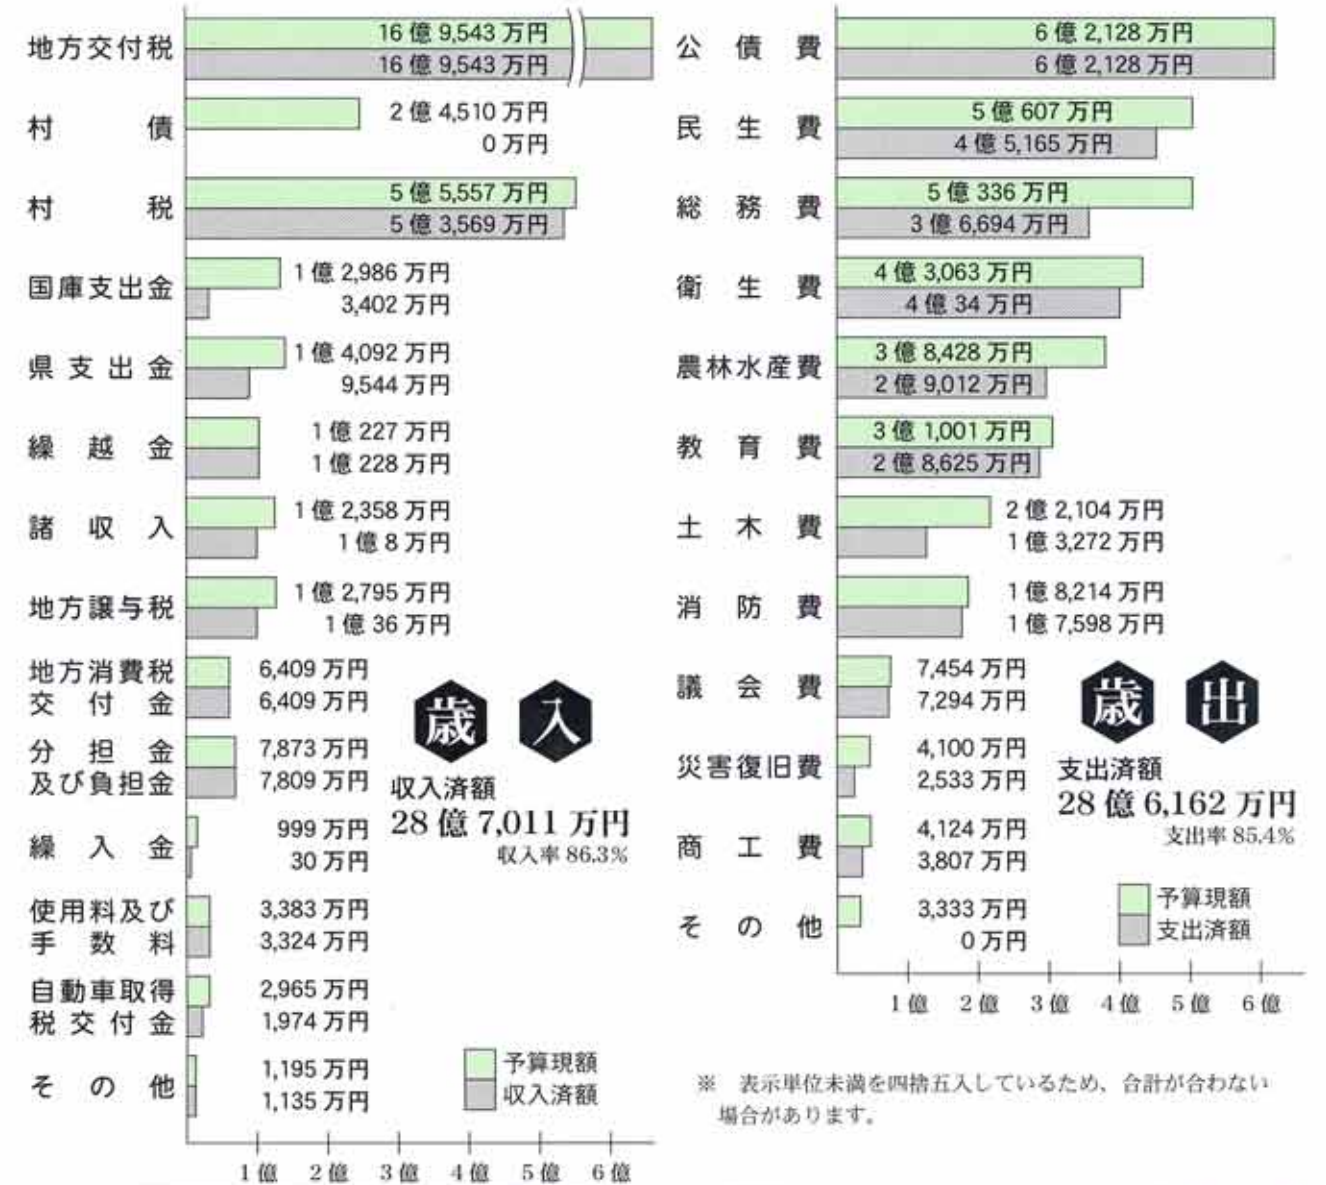 地方交付税
16億9,543万円
16億9,543万円
村債
2億4,510万円
0万円
村税
5億5,557万円
5億3,569万円
国庫支出金
1億2,986万円
3,402万円
県支出金
1億4,092万円
9,544万円
繰越金
1億227万円
1億228万円
諸収入
1億2,358万円
1億8万円
地方譲与税
1億2,795万円
1億36万円
地方消費税
交付金
6,409万円
6,409万円
分担金
及び負担金
7,873万円
7,809万円
繰入金
999万円
30万円
使用料及び
手数料
3,383万円
3,324万円
自動車取得
税交付金
2,965万円
1,974万円
その他
1,195万円
1,135万円
歳入
収入済額
28億7,011万円
収入率86.3%
予算現額
収入済額
1億 2億 3億 4億 5億 6億
公債費
6億2,128万円
6億2,128万円
民生費
5億607万円
4億5,165万円
総務費
5億336万円
3億6,694万円
衛生費
4億3,063万円
4億34万円
農林水産費
3億8,428万円
2億9,012万円
教育費
3億1,001万円
2億8,625万円
土木費
2億2,104万円
1億3,272万円
消防費
1億8,214万円
1億7,598万円
議会費
7,454万円
7,294万円
災害復旧費
4,100万円
2,533万円
商工費
4,124万円
3,807万円
その他
3,333万円
0万円
歳出
支出済額
28億6,162万円
支出率85.4%
予算現額
支出済額
1億 2億 3億 4億 5億 6億
※ 表示単位未満を四捨五入しているため、合計が合わない
場合があります。